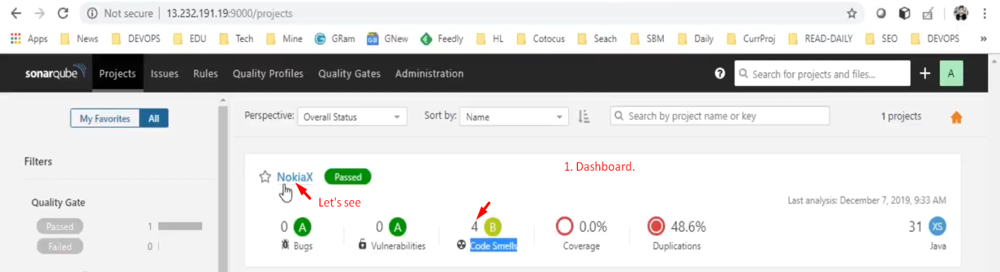 Not secure | 13.232.191.19:9000/projects
Apps News DEVOPS EDU Tech Mine GRam GNew Feedly HL Cotocus Seach SBM Daily CurrProj READ-DAILY SEO DEVOPS »
sonarqube Projects Issues Rules Quality Profiles Quality Gates Administration ? Search for projects and files... + A
My Favorites All
Perspective: Overall Status Sort by: Name Search by project name or key 1 projects
Filters
Quality Gate
Passed 1
Failed 0
1. Dashboard.
NokiaX Passed
Let's see
Last analysis: December 7, 2019, 9:33 AM
0 A 0 A 4 B 0.0% 48.6% 31 XS
Bugs Vulnerabilities Code Smells Coverage Duplications Java